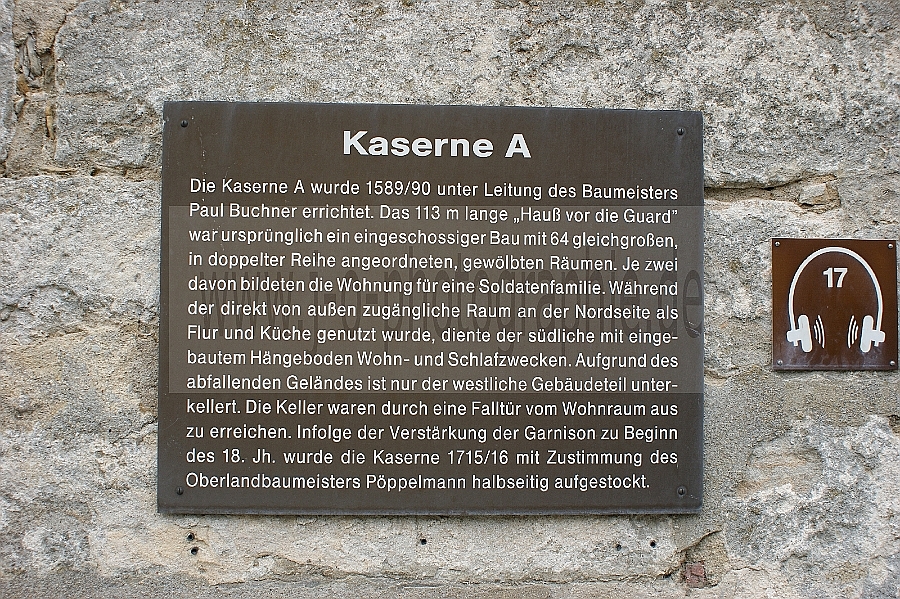 Kaserne A
Die Kaserne A wurde 1589/90 unter Leitung des Baumeisters
Paul Buchner errichtet. Das 113 m lange „Hauß vor die Guard”
war ursprünglich ein eingeschossiger Bau mit 64 gleichgroßen,
in doppelter Reihe angeordneten, gewölbten Räumen. Je zwei
davon bildeten die Wohnung für eine Soldatenfamilie. Während
der direkt von außen zugängliche Raum an der Nordseite als
Flur und Küche genutzt wurde, diente der südliche mit einge-
bautem Hängeboden Wohn- und Schlafzwecken. Aufgrund des
abfallenden Geländes ist nur der westliche Gebäudeteil unter-
kellert. Die Keller waren durch eine Falltür vom Wohnraum aus
zu erreichen. Infolge der Verstärkung der Garnison zu Beginn
des 18. Jh. wurde die Kaserne 1715/16 mit Zustimmung des
Oberlandbaumeisters Pöppelmann halbseitig aufgestockt.
17